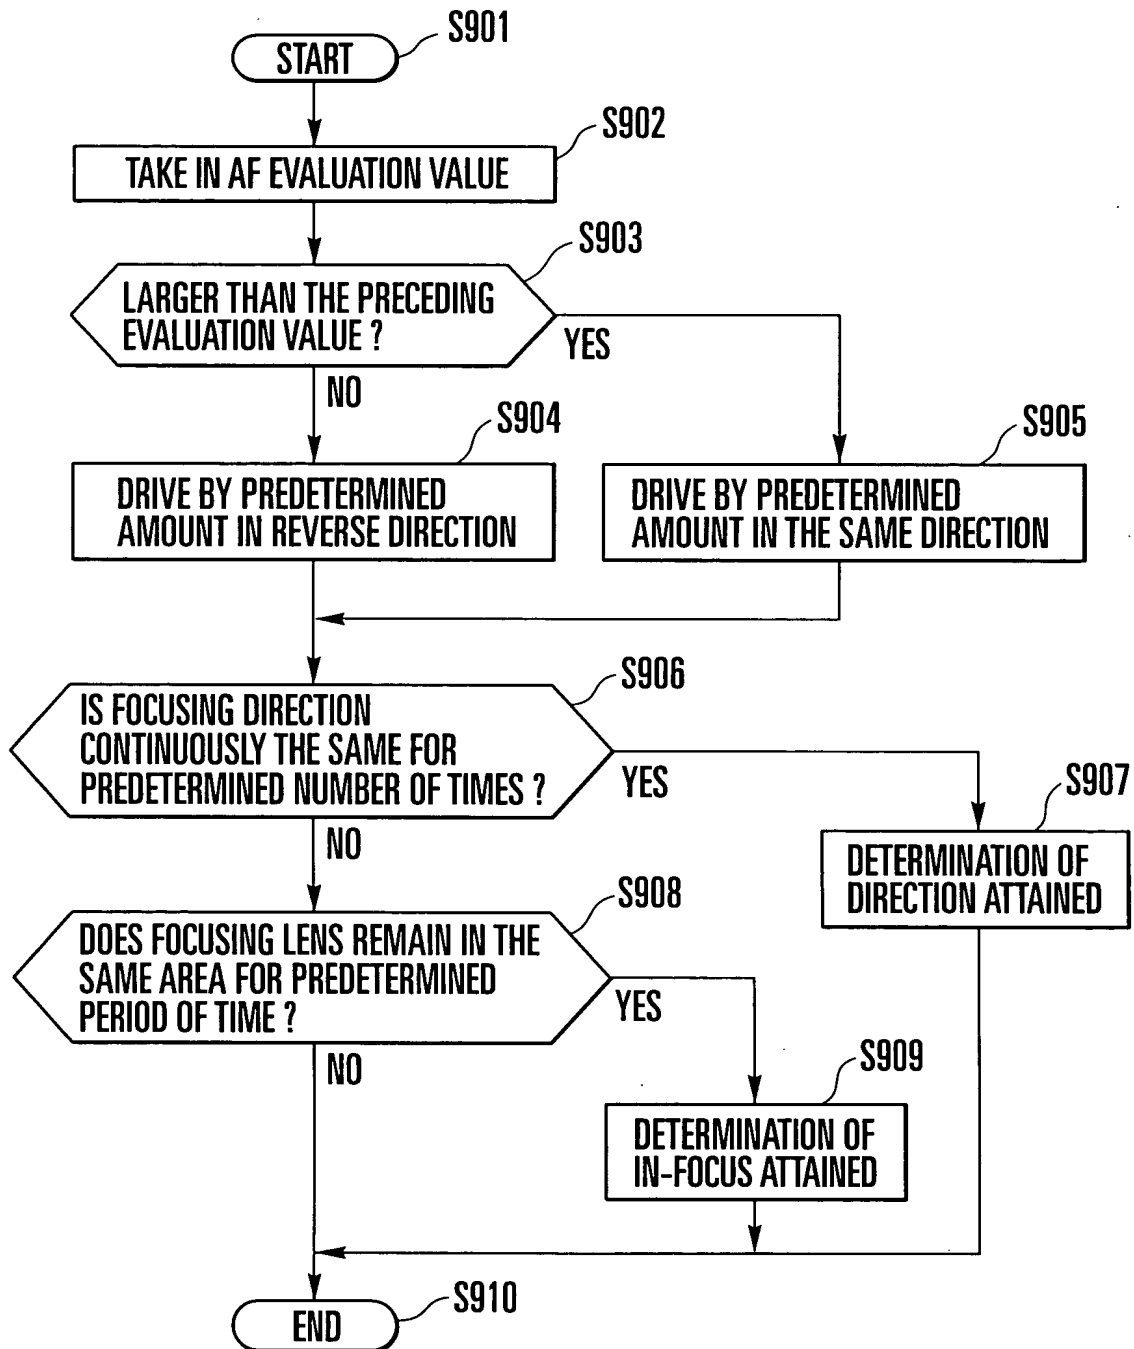 S901
START
S902
TAKE IN AF EVALUATION VALUE
S903
LARGER THAN THE PRECEDING
EVALUATION VALUE ?
YES
NO
S904
DRIVE BY PREDETERMINED
AMOUNT IN REVERSE DIRECTION
S905
DRIVE BY PREDETERMINED
AMOUNT IN THE SAME DIRECTION
S906
IS FOCUSING DIRECTION
CONTINUOUSLY THE SAME FOR
PREDETERMINED NUMBER OF TIMES ?
YES
NO
S907
DETERMINATION OF
DIRECTION ATTAINED
S908
DOES FOCUSING LENS REMAIN IN THE
SAME AREA FOR PREDETERMINED
PERIOD OF TIME ?
YES
NO
S909
DETERMINATION OF
IN-FOCUS ATTAINED
S910
END